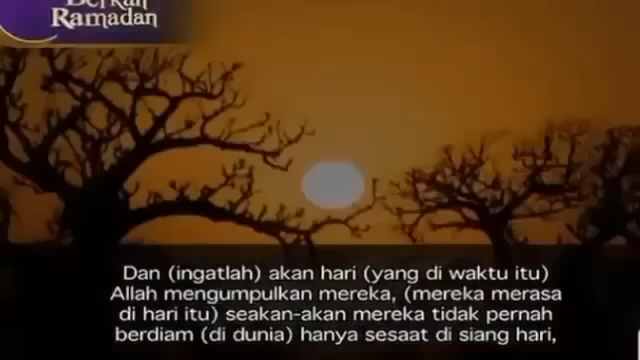 Berkah
Ramadan
Dan (ingatlah) akan hari (yang di waktu itu)
Allah mengumpulkan mereka, (mereka merasa
di hari itu) seakan-akan mereka tidak pernah
berdiam (di dunia) hanya sesaat di siang hari,